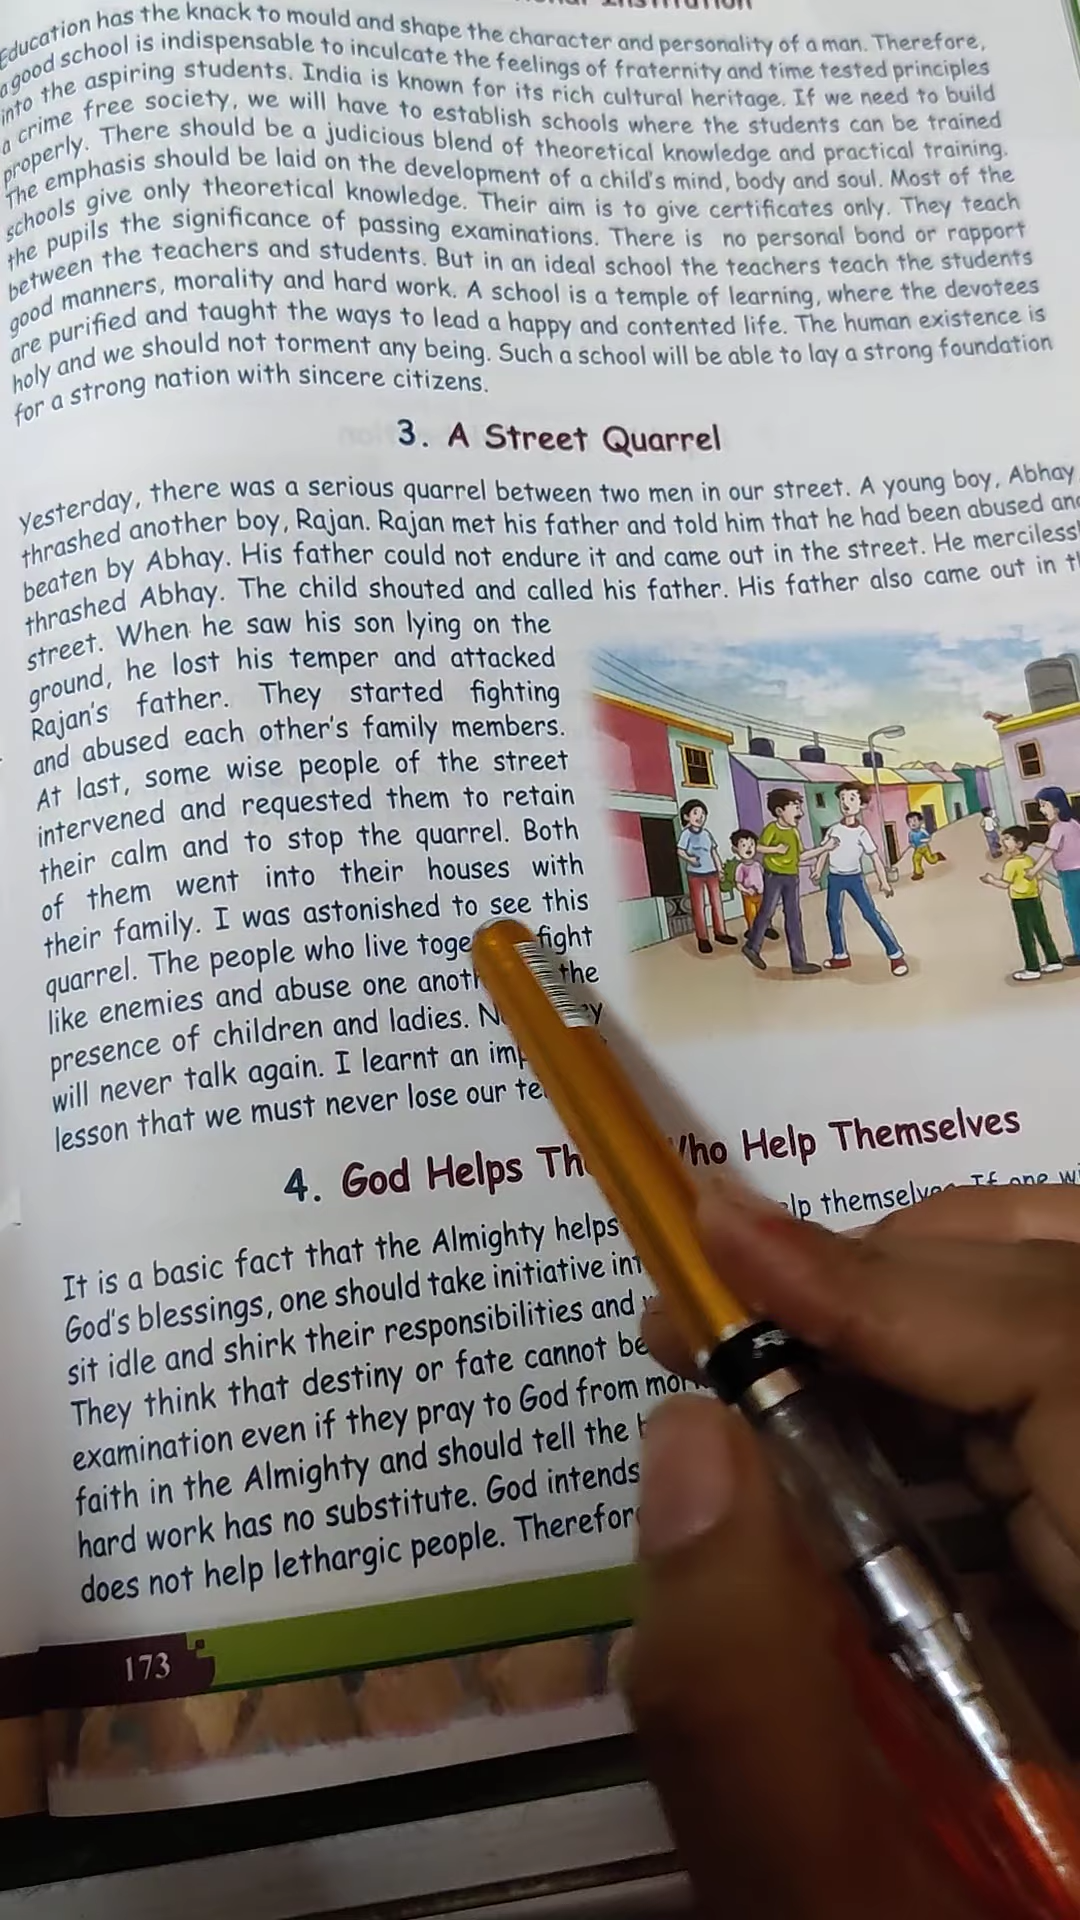 Education has the knack to mould and shape the character and personality of a man. Therefore,
a good school is indispensable to inculcate the feelings of fraternity and time tested principles
into the aspiring students. India is known for its rich cultural heritage. If we need to build
a crime free society, we will have to establish schools where the students can be trained
properly. There should be a judicious blend of theoretical knowledge and practical training.
The emphasis should be laid on the development of a child's mind, body and soul. Most of the
schools give only theoretical knowledge. Their aim is to give certificates only. They teach
the pupils the significance of passing examinations. There is no personal bond or rapport
between the teachers and students. But in an ideal school the teachers teach the students
good manners, morality and hard work. A school is a temple of learning, where the devotees
are purified and taught the ways to lead a happy and contented life. The human existence is
holy and we should not torment any being. Such a school will be able to lay a strong foundation
for a strong nation with sincere citizens.
3. A Street Quarrel
Yesterday, there was a serious quarrel between two men in our street. A young boy, Abhay
thrashed another boy, Rajan. Rajan met his father and told him that he had been abused
beaten by Abhay. His father could not endure it and came out in the street. He
thrashed Abhay. The child shouted and called his father. His father also came out in
street. When he saw his son lying on the
ground, he lost his temper and attacked
Rajan's father. They started fighting
and abused each other's family members.
At last, some wise people of the street
intervened and requested them to retain
their calm and to stop the quarrel. Both
of them went into their houses with
their family. I was astonished to see this
quarrel. The people who live fight
like enemies and abuse one the
presence of children and ladies.
will never talk again. I learnt an
lesson that we must never lose our
4. God Helps Who Help Themselves
It is a basic fact that the Almighty helps themselves. If one
God's blessings, one should take initiative
sit idle and shirk their responsibilities and
They think that destiny or fate cannot
examination even if they pray to God from
faith in the Almighty and should tell the
hard work has no substitute. God intends
does not help lethargic people.
173